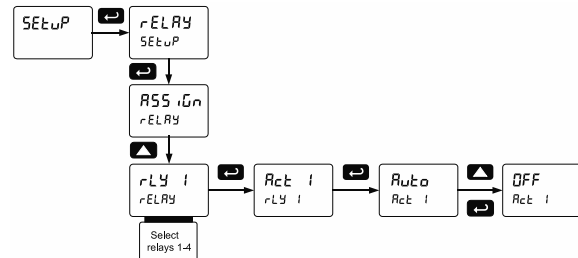 SEtuP
rELAY
SEtuP
ASSiGn
rELAY
rLY 1
rELAY
Act 1
rLY 1
Auto
Act 1
OFF
Act 1
Select
relays 1-4